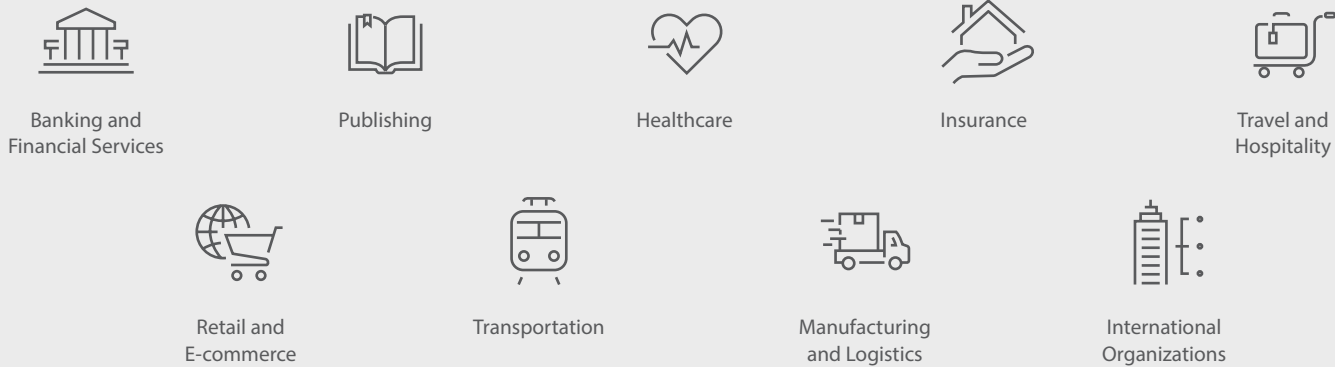 Banking and
Financial Services
Publishing
Healthcare
Insurance
Travel and
Hospitality
Retail and
E-commerce
Transportation
Manufacturing
and Logistics
International
Organizations